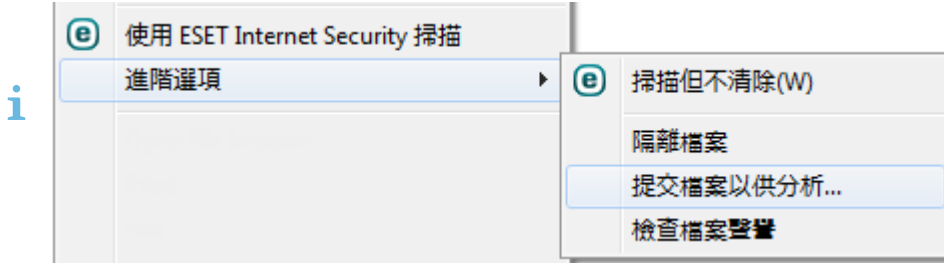 使用 ESET Internet Security 掃描
進階選項
掃描但不清除(W)
隔離檔案
提交檔案以供分析...
檢查檔案聲譽